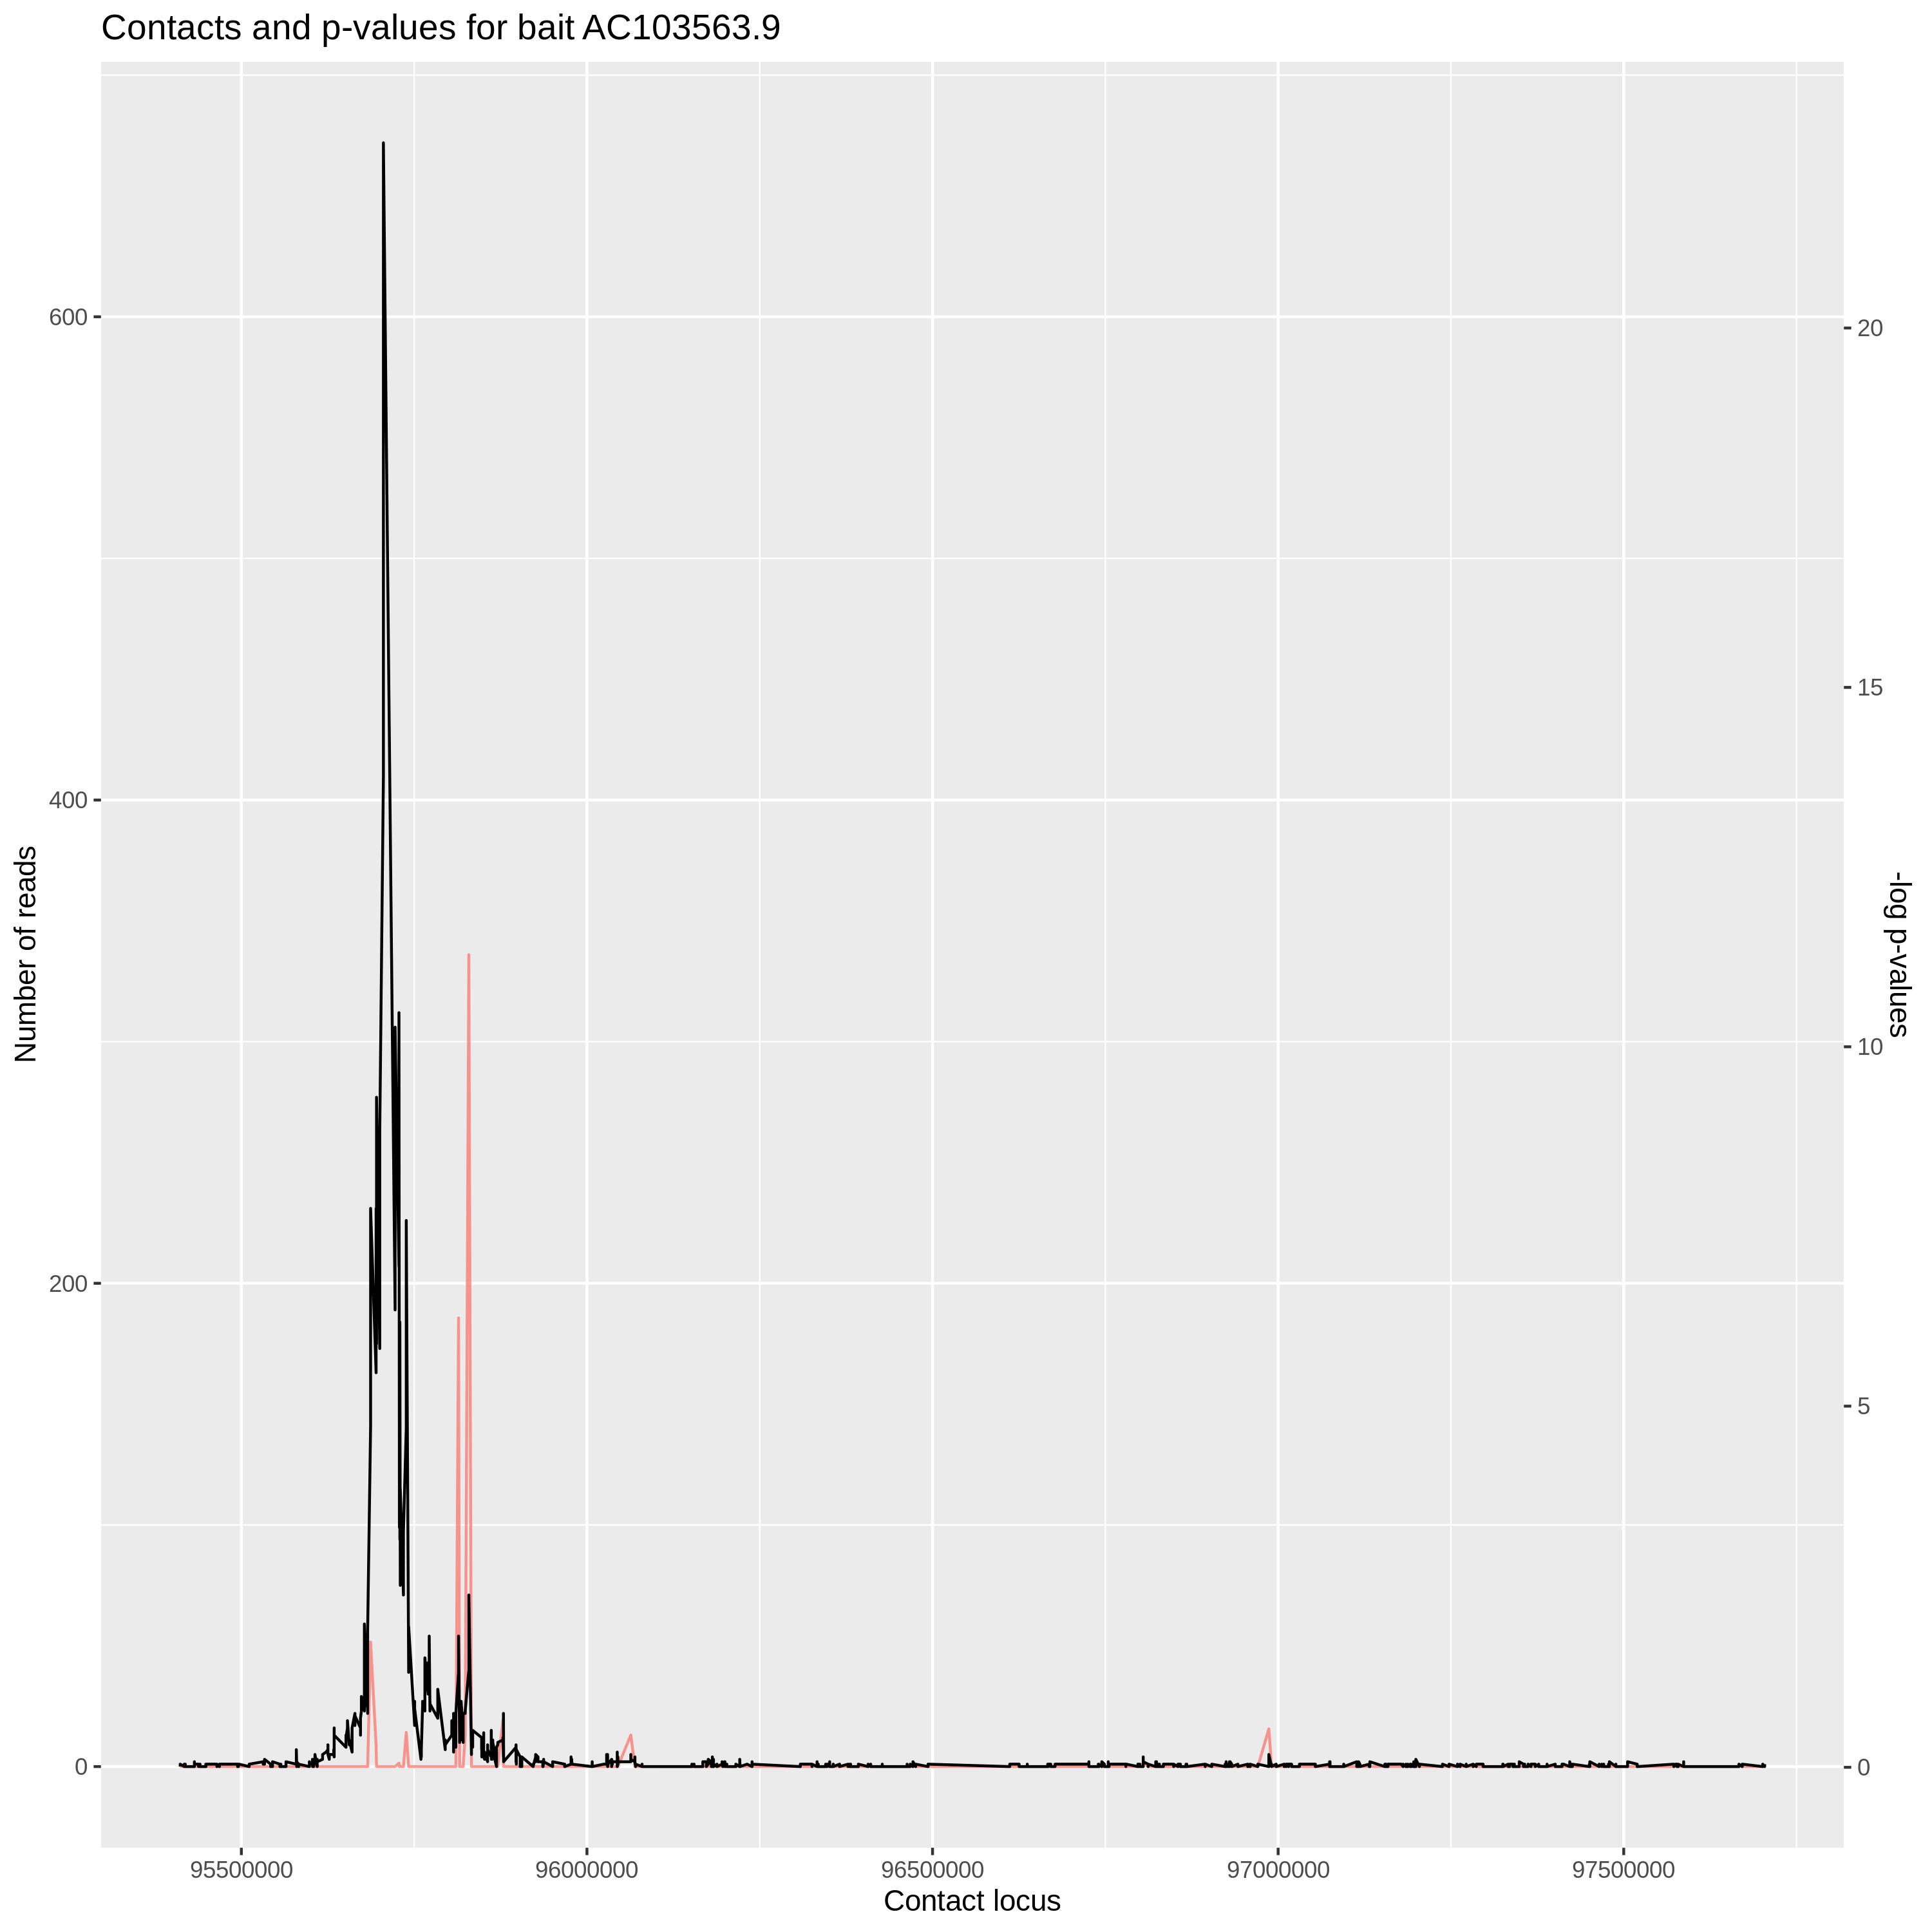 Contacts and p-values for bait AC103563.9
600
400
200
0
Number of reads
20
15
10
5
0
-log p-values
95500000 96000000 96500000 97000000 97500000
Contact locus